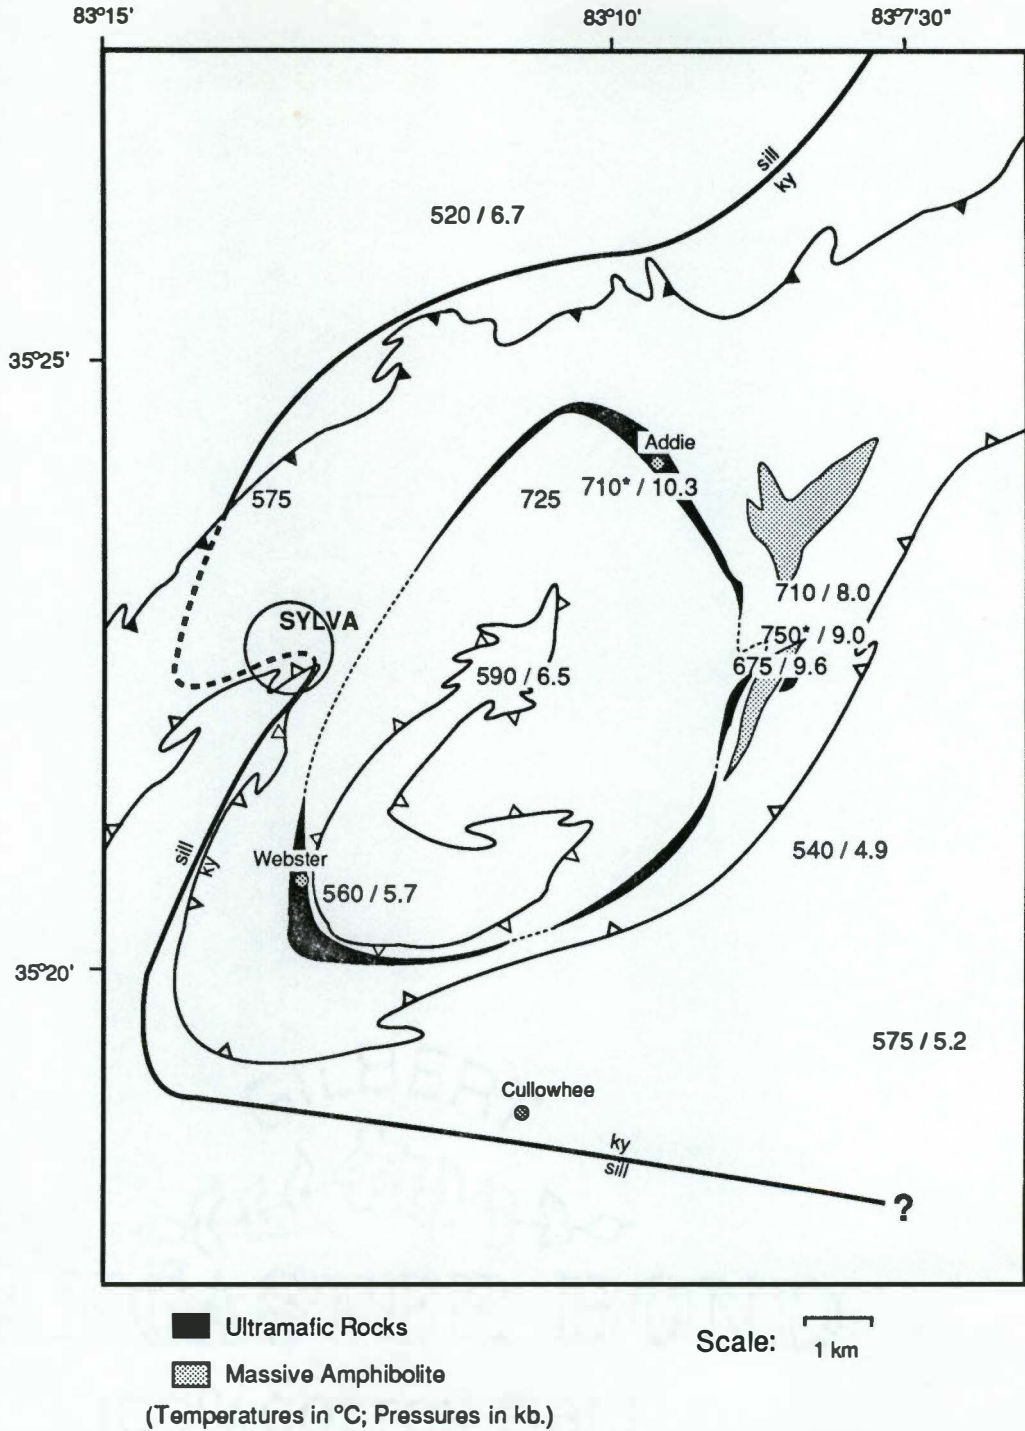 83°15' 83°10' 83°7'30"
sill
ky
520 / 6.7
35°25'
Addie
710* / 10.3
725
575
710 / 8.0
SYLVA
750* / 9.0
675 / 9.6
590 / 6.5
sill
ky
540 / 4.9
Webster
560 / 5.7
35°20'
575 / 5.2
Cullowhee
ky
sill
?
Ultramafic Rocks
Scale: 1 km
Massive Amphibolite
(Temperatures in °C; Pressures in kb.)